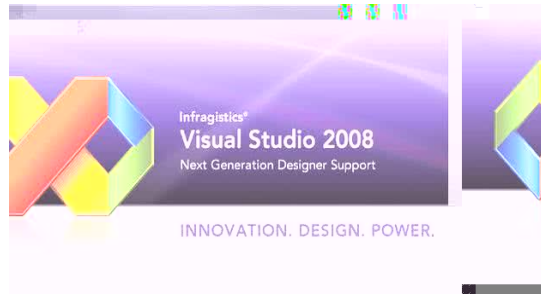 Infragistics®
Visual Studio 2008
Next Generation Designer Support
INNOVATION. DESIGN. POWER.